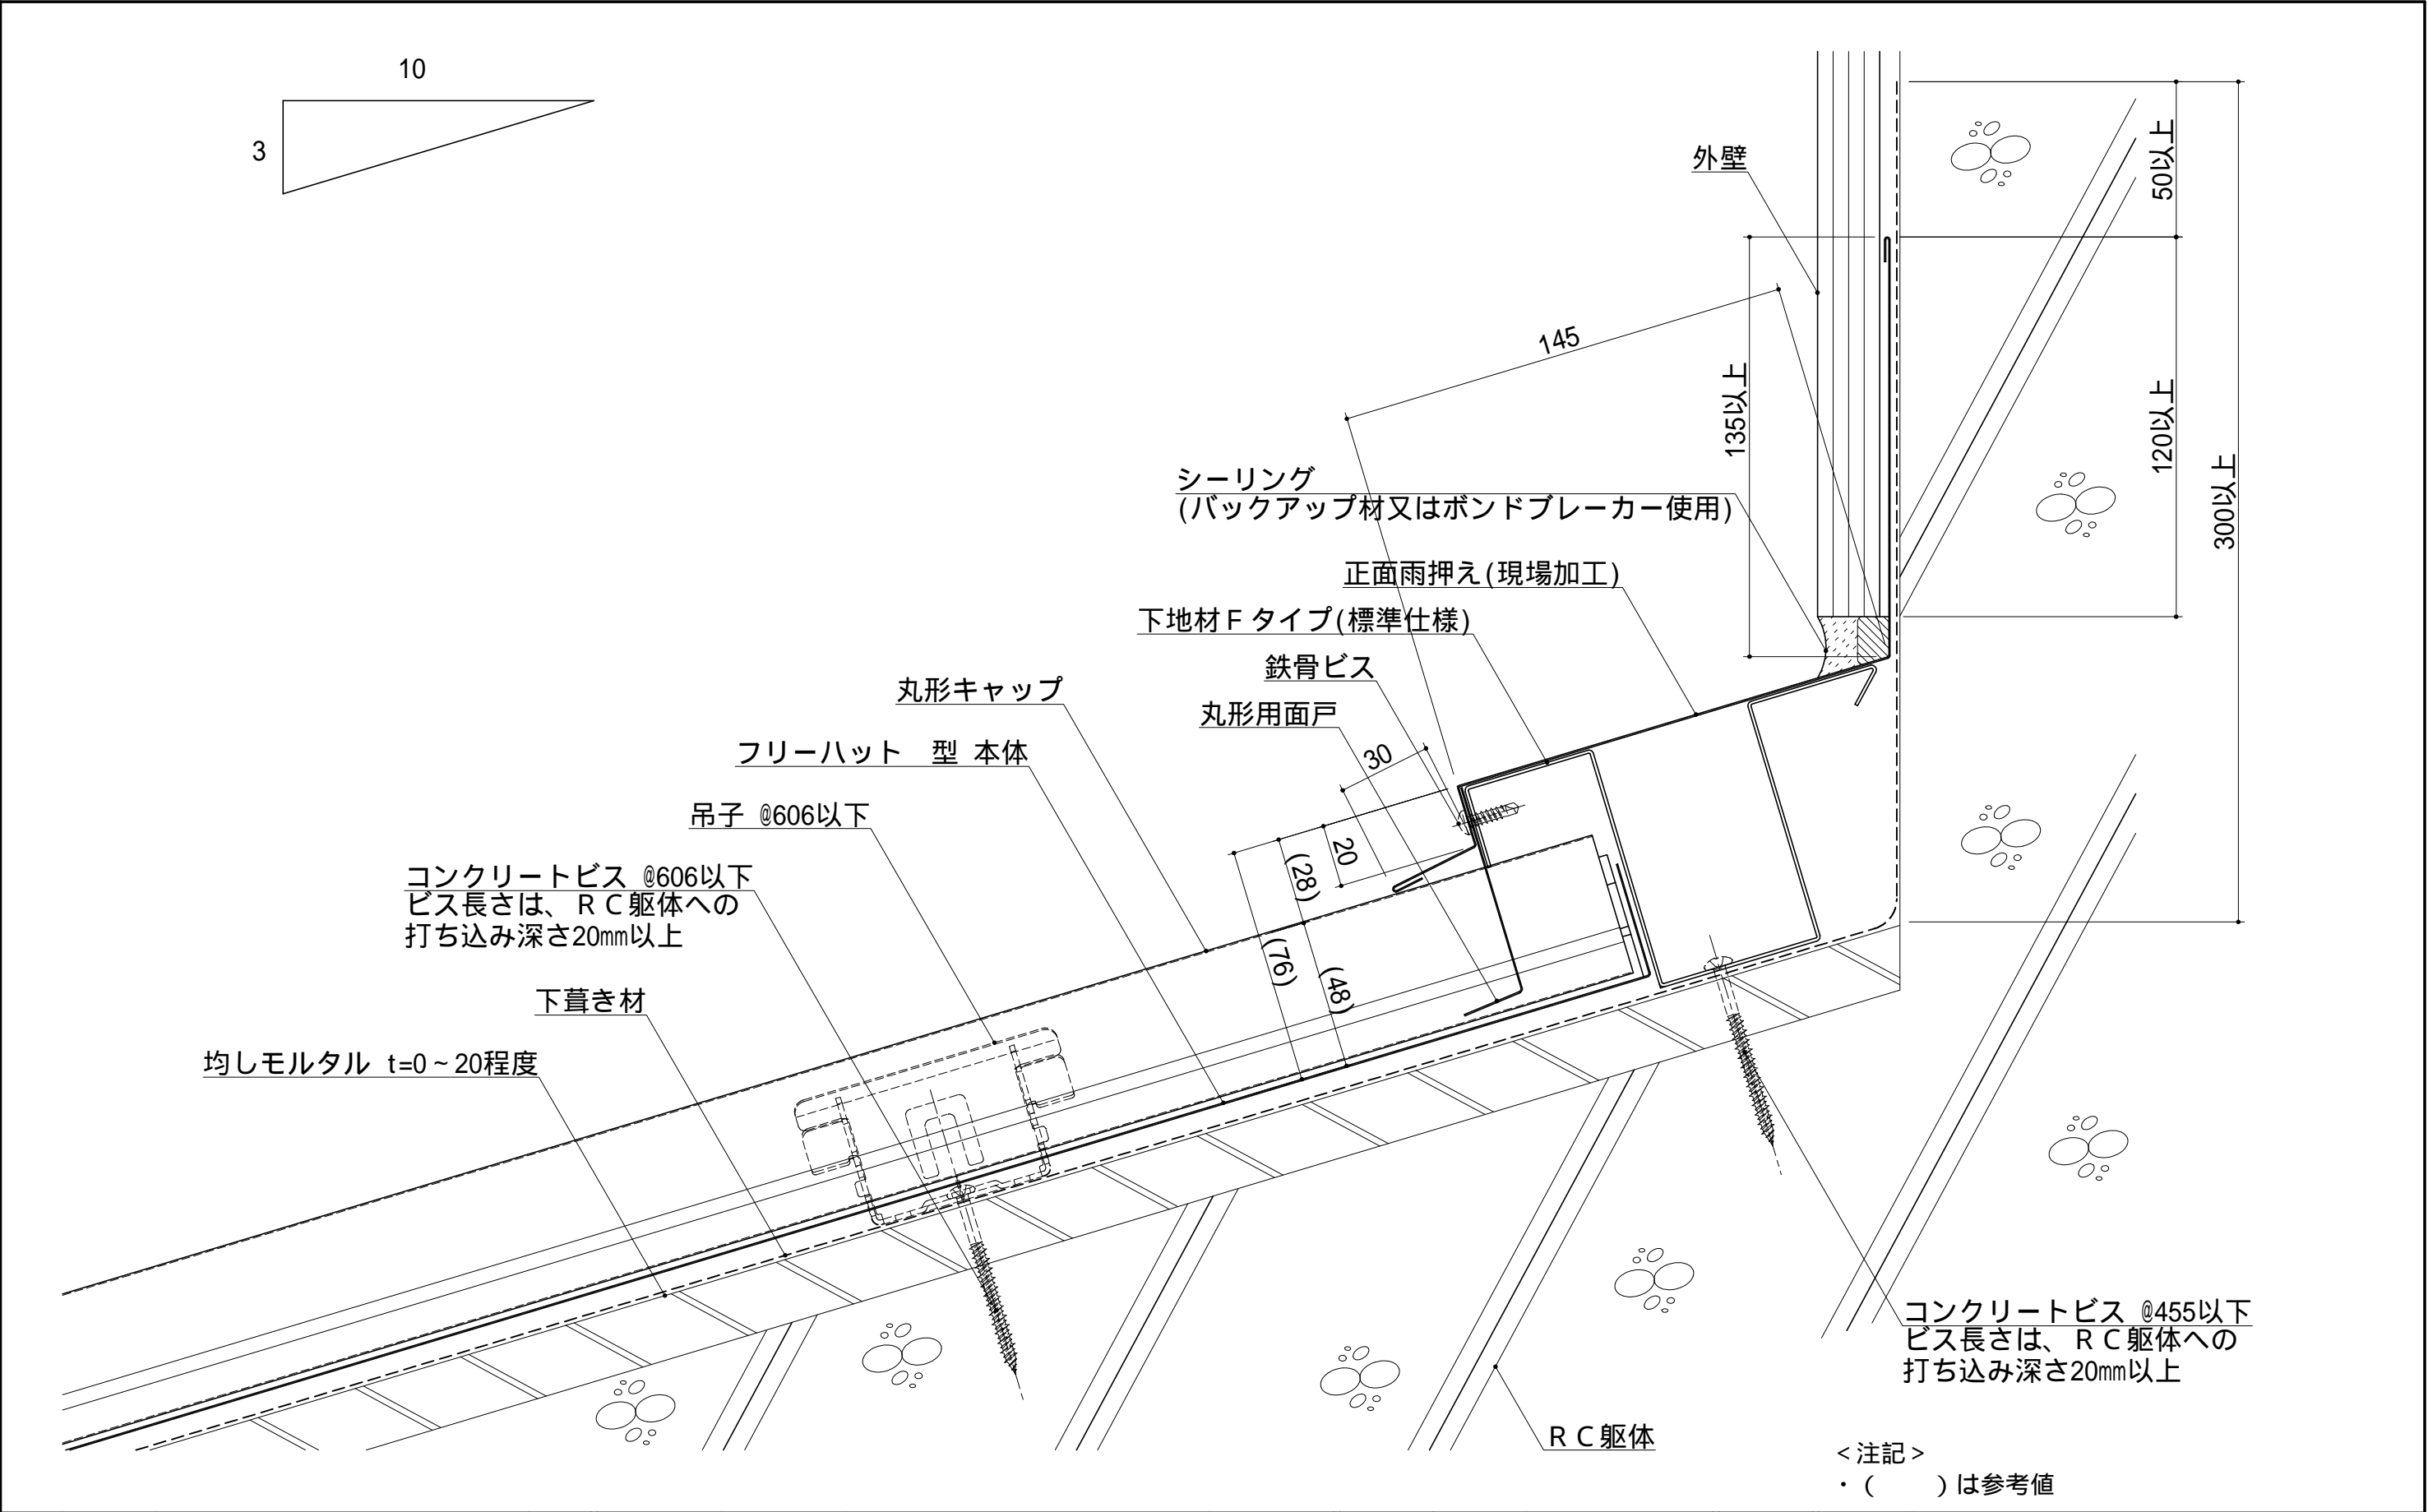 10
3
外壁
50以上
145
135以上
120以上
300以上
シーリング
(バックアップ材又はボンドブレーカー使用)
正面雨押え(現場加工)
下地材Fタイプ(標準仕様)
鉄骨ビス
丸形キャップ
丸形用面戸
30
フリーハット　型 本体
吊子 @606以下
20
(28)
コンクリートビス @606以下
ビス長さは、ＲＣ躯体への
打ち込み深さ20㎜以上
(76)
(48)
下葺き材
均しモルタル t=0～20程度
コンクリートビス @455以下
ビス長さは、ＲＣ躯体への
打ち込み深さ20㎜以上
ＲＣ躯体
<注記>
・(　　)は参考値